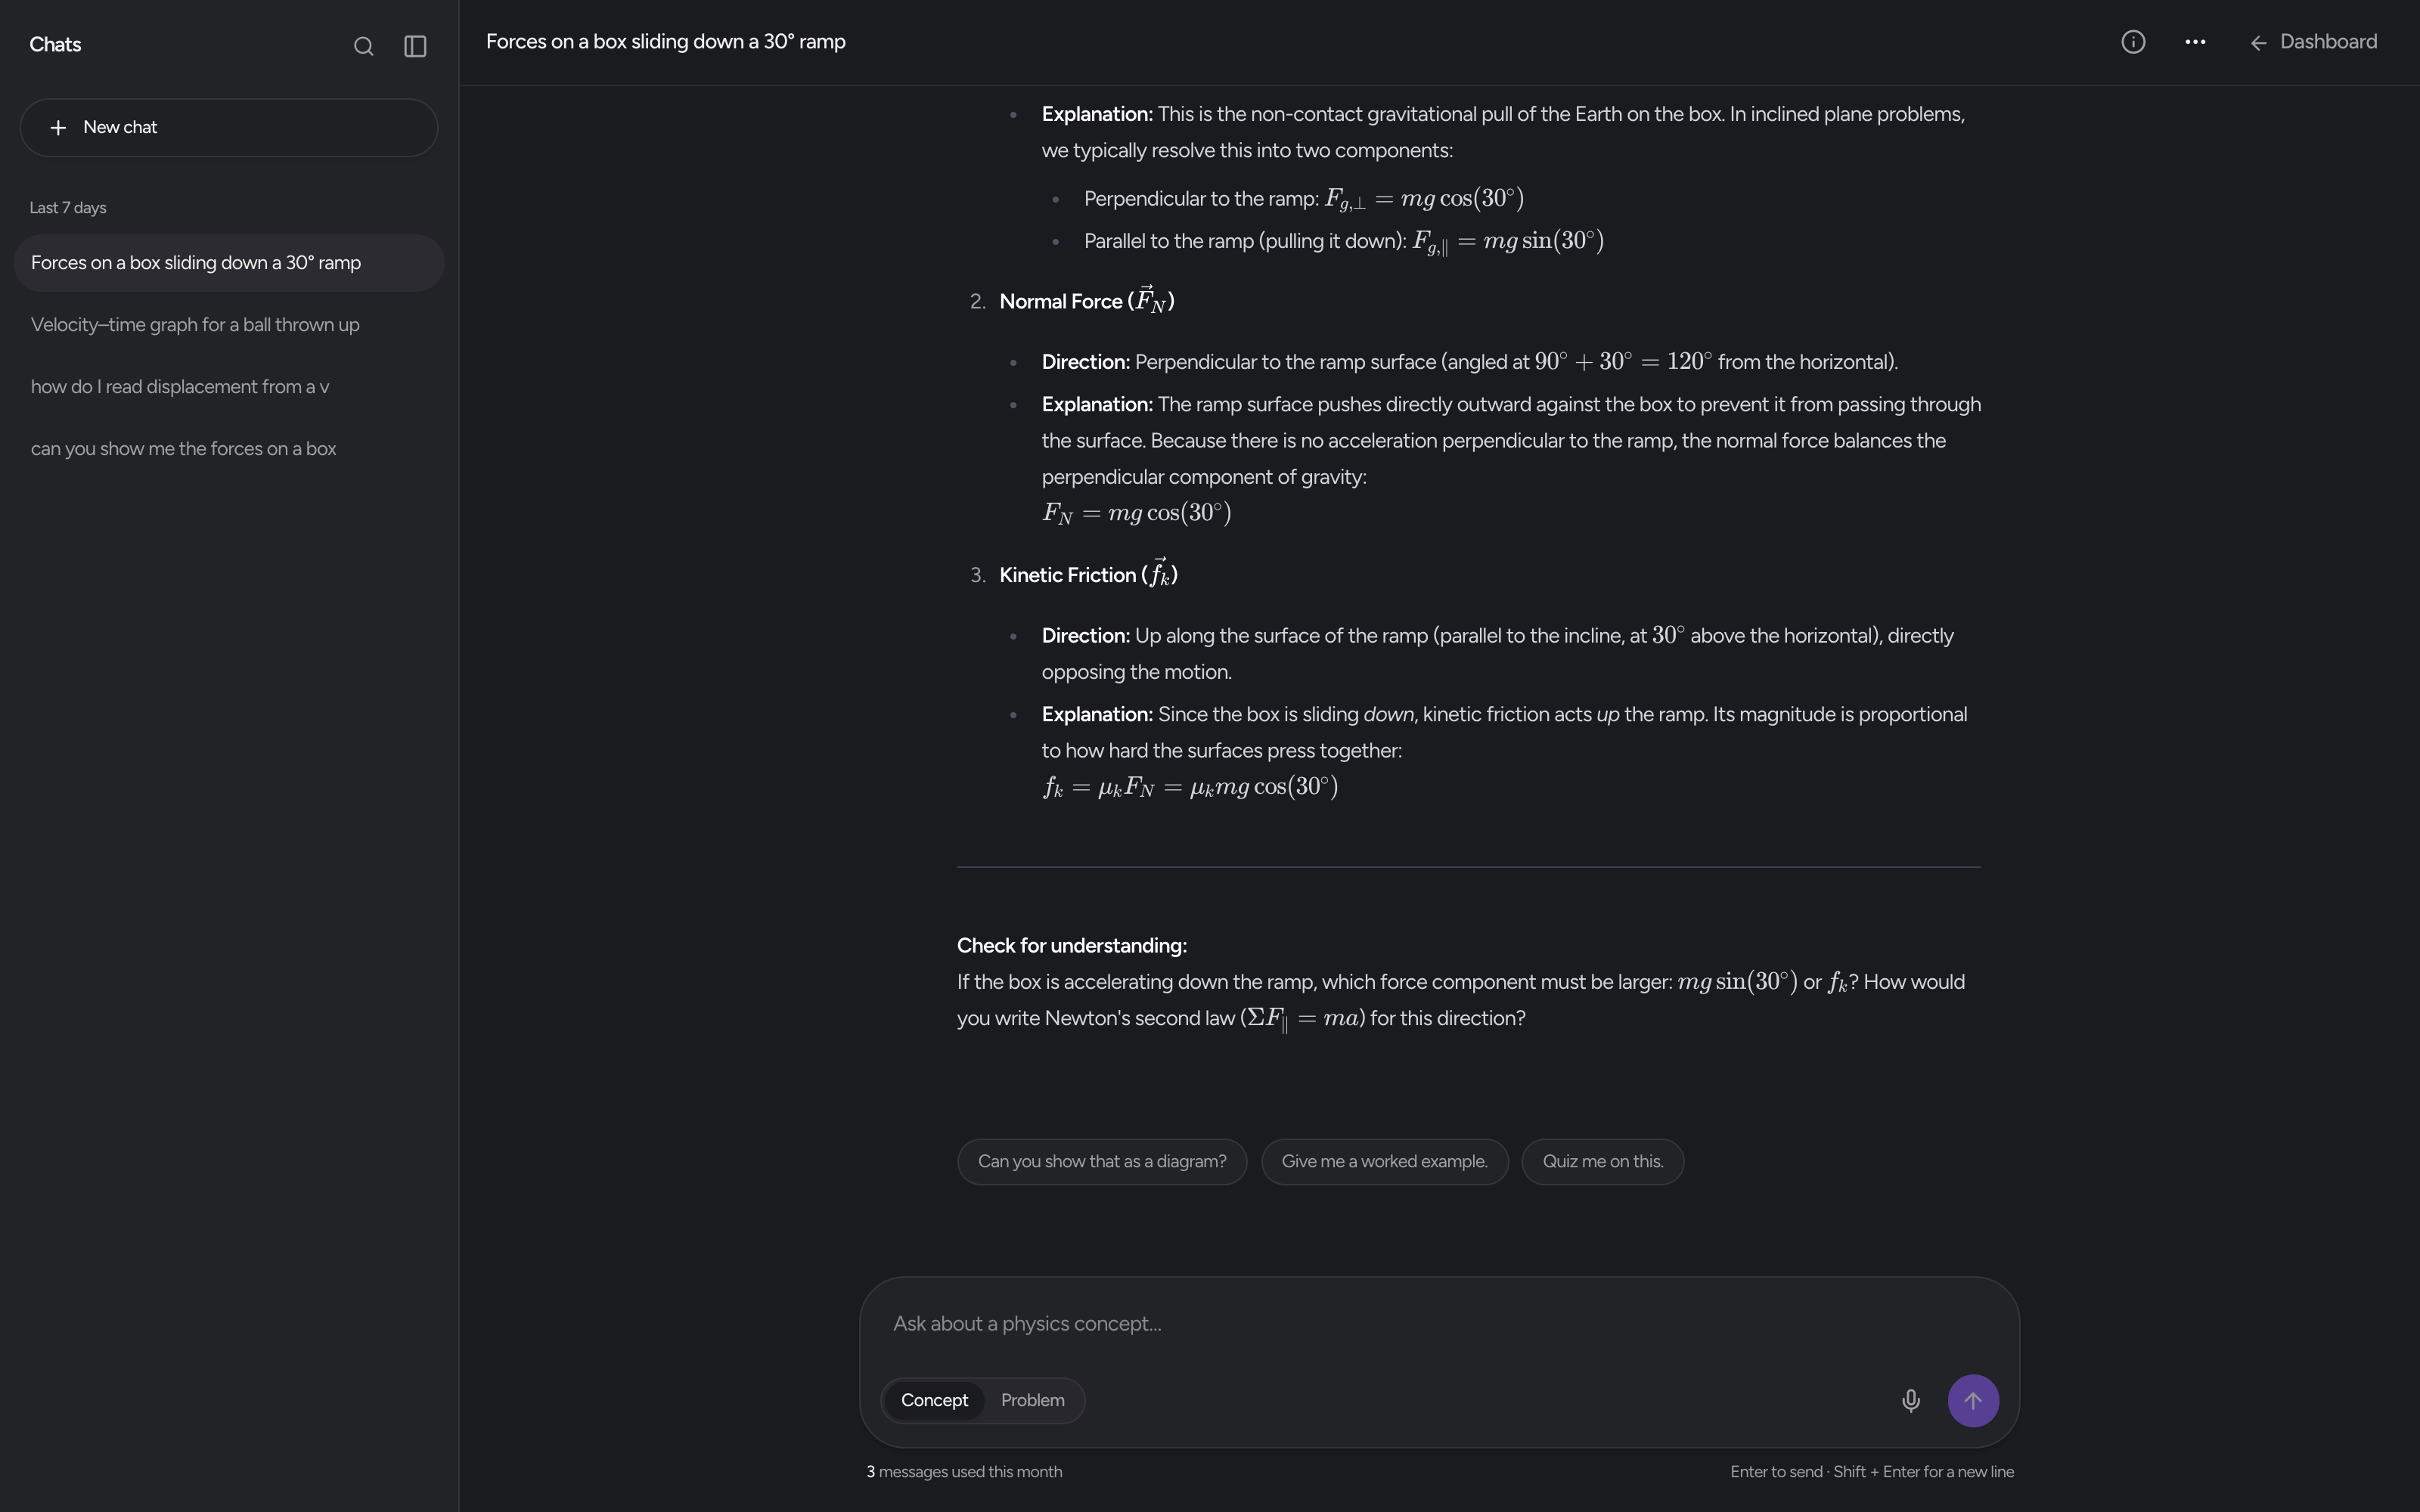 Chats
New chat
Last 7 days
Forces on a box sliding down a 30° ramp
Velocity–time graph for a ball thrown up
how do I read displacement from a v
can you show me the forces on a box
Forces on a box sliding down a 30° ramp
Dashboard
• Explanation: This is the non-contact gravitational pull of the Earth on the box. In inclined plane problems,
we typically resolve this into two components:
• Perpendicular to the ramp: F_{g,⊥} = mg cos(30°)
• Parallel to the ramp (pulling it down): F_{g,∥} = mg sin(30°)
2. Normal Force (F⃗_N)
• Direction: Perpendicular to the ramp surface (angled at 90° + 30° = 120° from the horizontal).
• Explanation: The ramp surface pushes directly outward against the box to prevent it from passing through
the surface. Because there is no acceleration perpendicular to the ramp, the normal force balances the
perpendicular component of gravity:
F_N = mg cos(30°)
3. Kinetic Friction (f⃗_k)
• Direction: Up along the surface of the ramp (parallel to the incline, at 30° above the horizontal), directly
opposing the motion.
• Explanation: Since the box is sliding down, kinetic friction acts up the ramp. Its magnitude is proportional
to how hard the surfaces press together:
f_k = μ_k F_N = μ_k mg cos(30°)
Check for understanding:
If the box is accelerating down the ramp, which force component must be larger: mg sin(30°) or f_k? How would
you write Newton's second law (ΣF_∥ = ma) for this direction?
Can you show that as a diagram?
Give me a worked example.
Quiz me on this.
Ask about a physics concept...
Concept
Problem
3 messages used this month
Enter to send · Shift + Enter for a new line